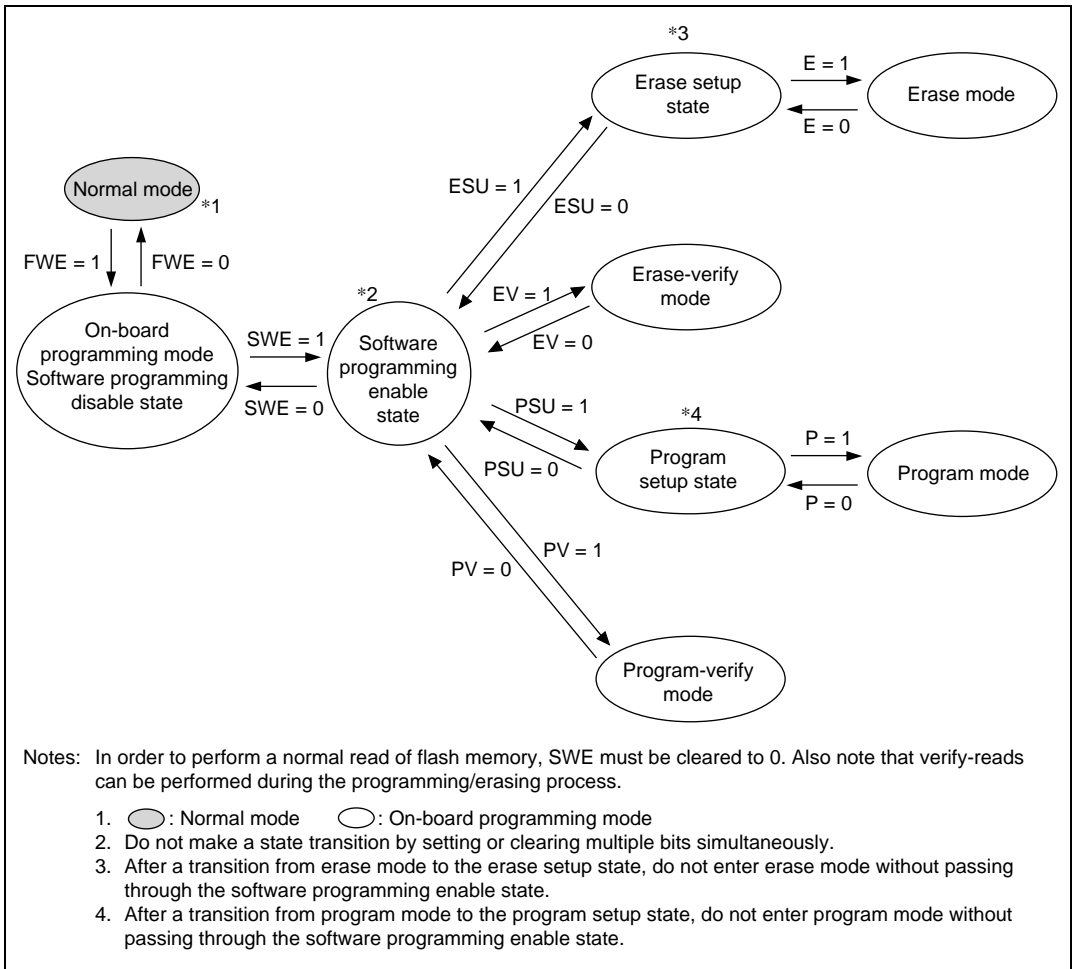 *3
Erase setup
state
E = 1
E = 0
Erase mode
Normal mode
*1
FWE = 1
FWE = 0
ESU = 1
ESU = 0
On-board
programming mode
Software programming
disable state
SWE = 1
SWE = 0
*2
Software
programming
enable
state
EV = 1
EV = 0
Erase-verify
mode
PSU = 1
PSU = 0
*4
Program
setup state
P = 1
P = 0
Program mode
PV = 1
PV = 0
Program-verify
mode
Notes: In order to perform a normal read of flash memory, SWE must be cleared to 0. Also note that verify-reads
can be performed during the programming/erasing process.
1. : Normal mode : On-board programming mode
2. Do not make a state transition by setting or clearing multiple bits simultaneously.
3. After a transition from erase mode to the erase setup state, do not enter erase mode without passing
through the software programming enable state.
4. After a transition from program mode to the program setup state, do not enter program mode without
passing through the software programming enable state.